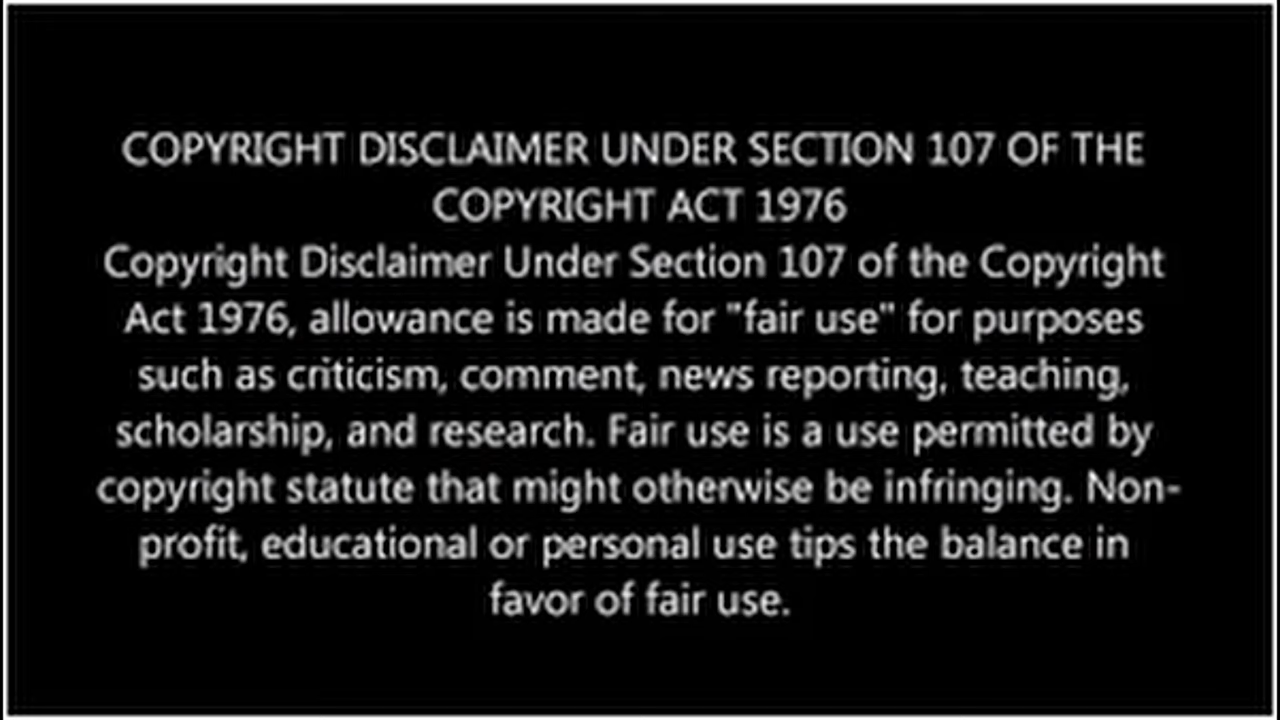 COPYRIGHT DISCLAIMER UNDER SECTION 107 OF THE
COPYRIGHT ACT 1976
Copyright Disclaimer Under Section 107 of the Copyright
Act 1976, allowance is made for "fair use" for purposes
such as criticism, comment, news reporting, teaching,
scholarship, and research. Fair use is a use permitted by
copyright statute that might otherwise be infringing. Non-
profit, educational or personal use tips the balance in
favor of fair use.